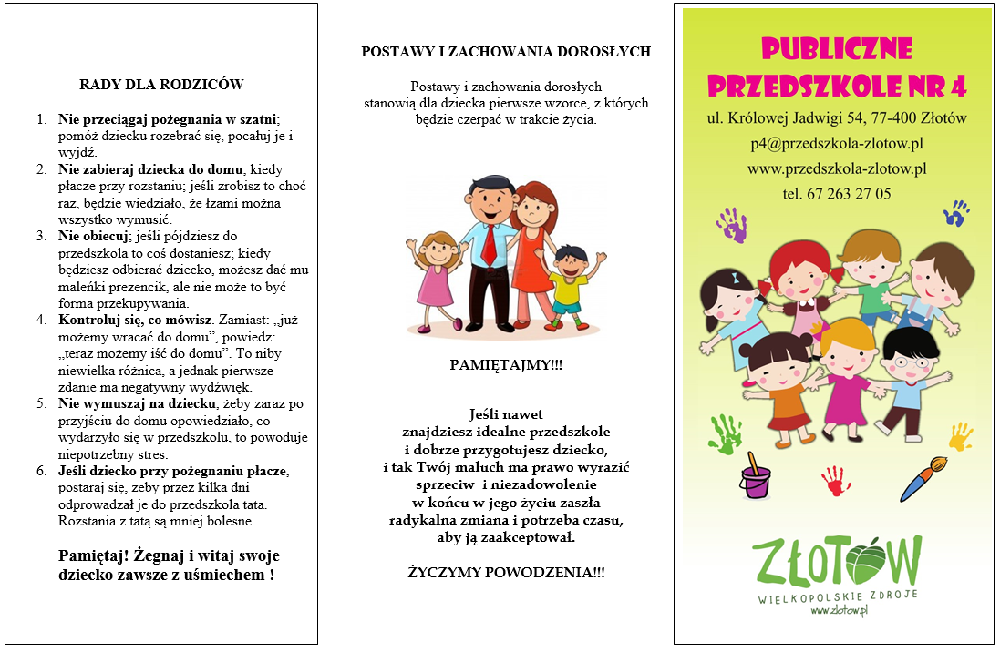 RADY DLA RODZICÓW
1. Nie przeciągaj pożegnania w szatni;
pomóż dziecku rozebrać się, pocałuj je i
wyjdź.
2. Nie zabieraj dziecka do domu, kiedy
płacze przy rozstaniu; jeśli zrobisz to choć
raz, będzie wiedziało, że łzami można
wszystko wymusić.
3. Nie obiecuj; jeśli pójdziesz do
przedszkola to coś dostaniesz; kiedy
będziesz odbierać dziecko, możesz dać mu
maleńki prezencik, ale nie może to być
forma przekupywania.
4. Kontroluj się, co mówisz. Zamiast: „już
możemy wracać do domu”, powiedz:
„teraz możemy iść do domu”. To niby
niewielka różnica, a jednak pierwsze
zdanie ma negatywny wydźwięk.
5. Nie wymuszaj na dziecku, żeby zaraz po
przyjściu do domu opowiedziało, co
wydarzyło się w przedszkolu, to powoduje
niepotrzebny stres.
6. Jeśli dziecko przy pożegnaniu płacze,
postaraj się, żeby przez kilka dni
odprowadzał je do przedszkola tata.
Rozstania z tatą są mniej bolesne.
Pamiętaj! Żegnaj i witaj swoje
dziecko zawsze z uśmiechem !
POSTAWY I ZACHOWANIA DOROSŁYCH
Postawy i zachowania dorosłych
stanowią dla dziecka pierwsze wzorce, z których
będzie czerpać w trakcie życia.
PAMIĘTAJMY!!!
Jeśli nawet
znajdziesz idealne przedszkole
i dobrze przygotujesz dziecko,
i tak Twój maluch ma prawo wyrazić
sprzeciw i niezadowolenie
w końcu w jego życiu zaszła
radykalna zmiana i potrzeba czasu,
aby ją zaakceptował.
ŻYCZYMY POWODZENIA!!!
PUBLICZNE
PRZEDSZKOLE NR 4
ul. Królowej Jadwigi 54, 77-400 Złotów
p4@przedszkola-zlotow.pl
www.przedszkola-zlotow.pl
tel. 67 263 27 05
ZŁOTÓW
WIELKOPOLSKIE ZDROJE
www.zlotow.pl